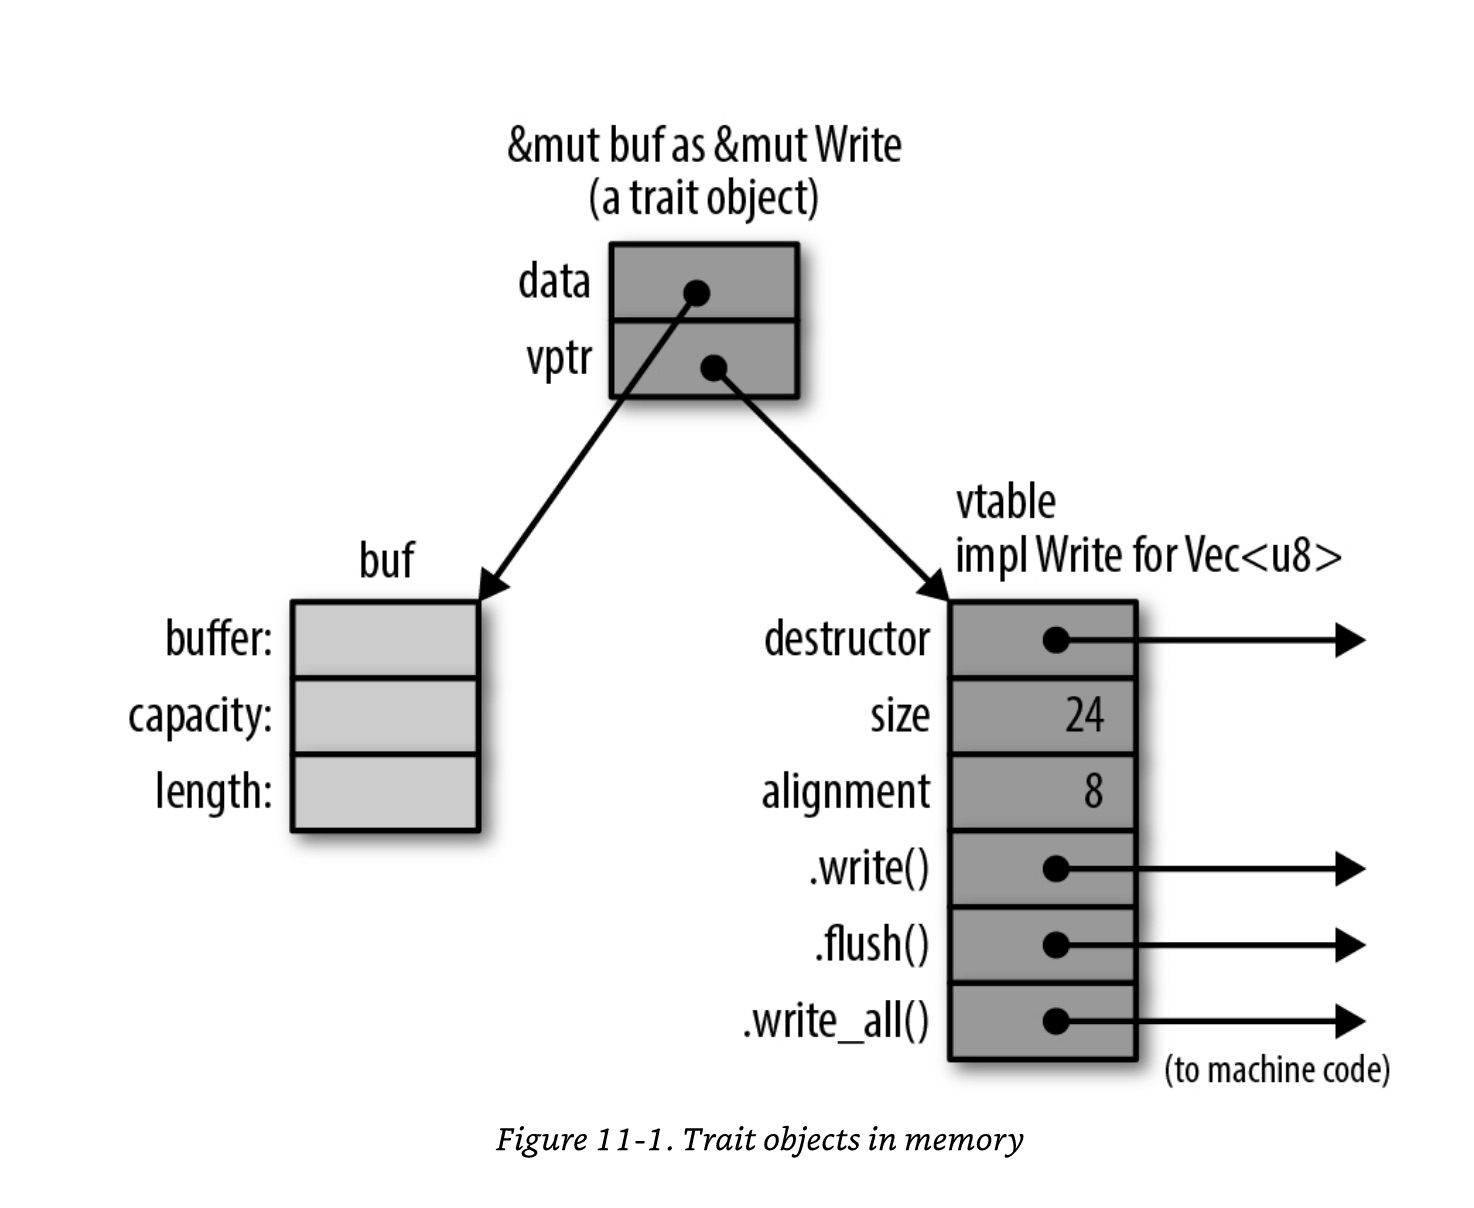 &mut buf as &mut Write
(a trait object)
data
vptr
buf
buffer:
capacity:
length:
vtable
impl Write for Vec<u8>
destructor
size 24
alignment 8
.write()
.flush()
.write_all()
(to machine code)
Figure 11-1. Trait objects in memory